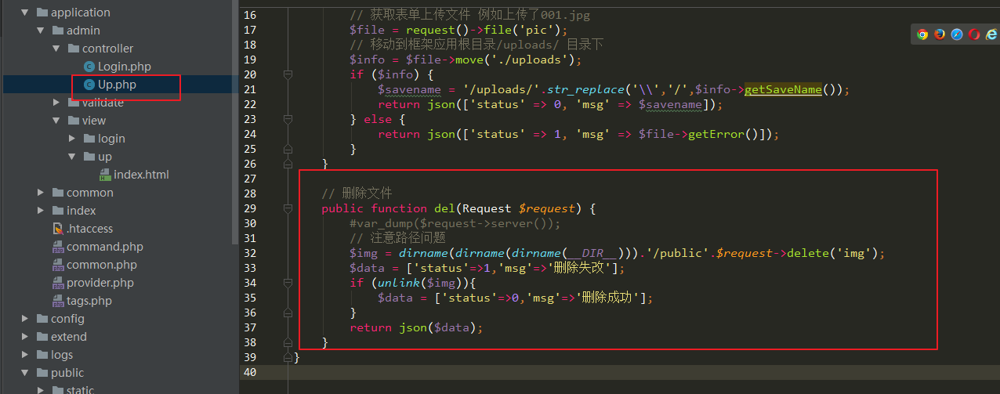 application
admin
controller
Login.php
Up.php
validate
view
login
up
index.html
common
index
.htaccess
command.php
common.php
provider.php
tags.php
config
extend
logs
public
static
16 // 获取表单上传文件 例如上传了001.jpg
17 $file = request()->file('pic');
18 // 移动到框架应用根目录/uploads/ 目录下
19 $info = $file->move('./uploads');
20 if ($info) {
21 $savename = '/uploads/'.str_replace('\\','/',$info->getSaveName());
22 return json(['status' => 0, 'msg' => $savename]);
23 } else {
24 return json(['status' => 1, 'msg' => $file->getError()]);
25 }
26 }
27
28 // 删除文件
29 public function del(Request $request) {
30 #var_dump($request->server());
31 // 注意路径问题
32 $img = dirname(dirname(dirname(__DIR__))).'/public'.$request->delete('img');
33 $data = ['status'=>1,'msg'=>'删除失改'];
34 if (unlink($img)){
35 $data = ['status'=>0,'msg'=>'删除成功'];
36 }
37 return json($data);
38 }
39 }
40